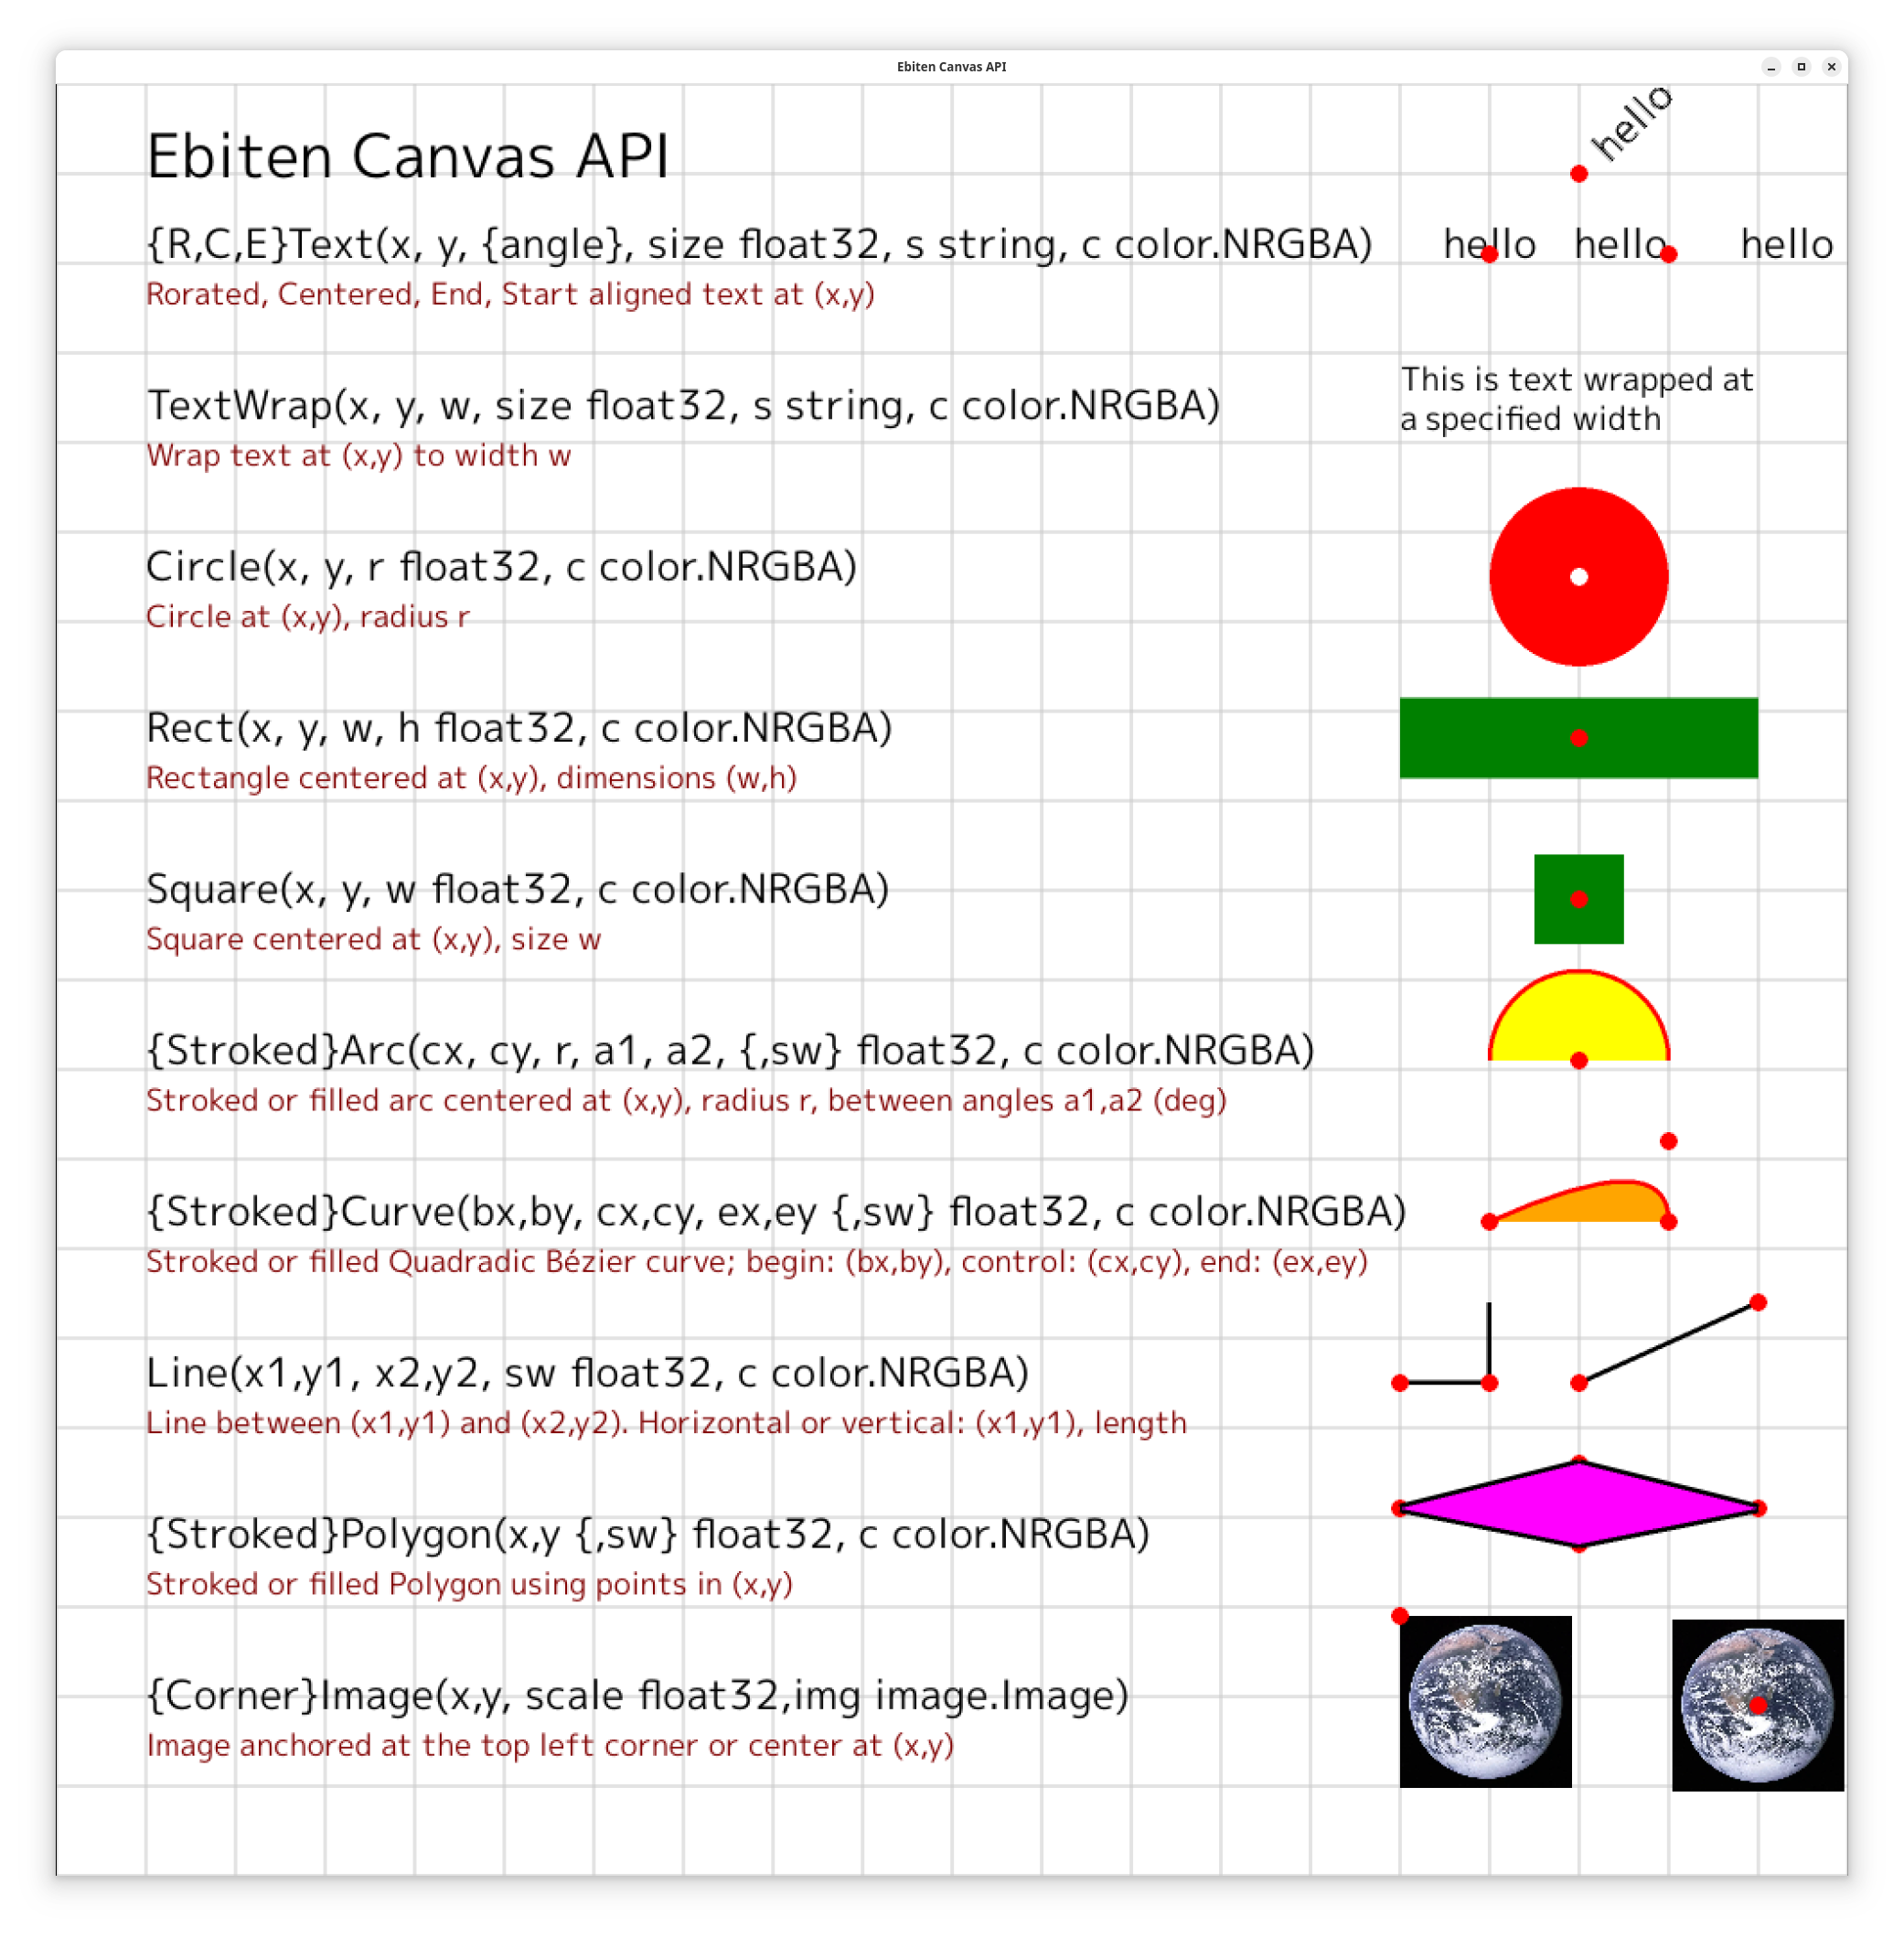 Ebiten Canvas API
hello
Ebiten Canvas API
{R,C,E}Text(x, y, {angle}, size float32, s string, c color.NRGBA)
hello hello hello
Rorated, Centered, End, Start aligned text at (x,y)
TextWrap(x, y, w, size float32, s string, c color.NRGBA)
This is text wrapped at
a specified width
Wrap text at (x,y) to width w
Circle(x, y, r float32, c color.NRGBA)
Circle at (x,y), radius r
Rect(x, y, w, h float32, c color.NRGBA)
Rectangle centered at (x,y), dimensions (w,h)
Square(x, y, w float32, c color.NRGBA)
Square centered at (x,y), size w
{Stroked}Arc(cx, cy, r, a1, a2, {,sw} float32, c color.NRGBA)
Stroked or filled arc centered at (x,y), radius r, between angles a1,a2 (deg)
{Stroked}Curve(bx,by, cx,cy, ex,ey {,sw} float32, c color.NRGBA)
Stroked or filled Quadradic Bézier curve; begin: (bx,by), control: (cx,cy), end: (ex,ey)
Line(x1,y1, x2,y2, sw float32, c color.NRGBA)
Line between (x1,y1) and (x2,y2). Horizontal or vertical: (x1,y1), length
{Stroked}Polygon(x,y {,sw} float32, c color.NRGBA)
Stroked or filled Polygon using points in (x,y)
{Corner}Image(x,y, scale float32,img image.Image)
Image anchored at the top left corner or center at (x,y)